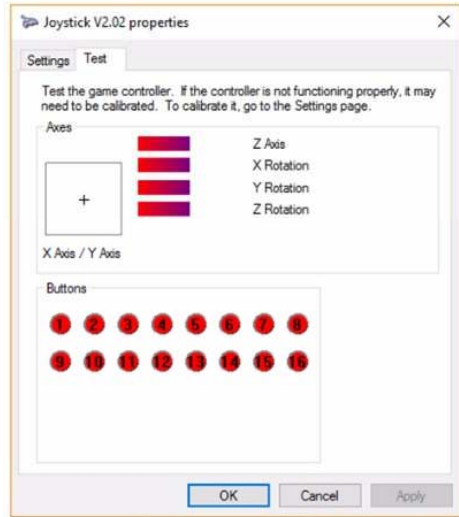 Joystick V2.02 properties
Settings Test
Test the game controller. If the controller is not functioning properly, it may
need to be calibrated. To calibrate it, go to the Settings page.
Axes
Z Axis
X Rotation
Y Rotation
Z Rotation
X Axis / Y Axis
Buttons
1 2 3 4 5 6 7 8
9 10 11 12 13 14 15 16
OK Cancel Apply